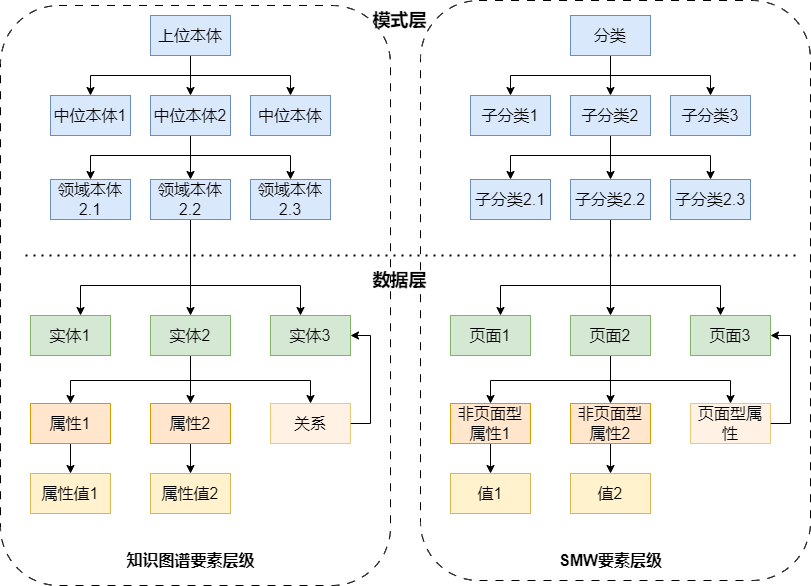 模式层
上位本体
中位本体1
中位本体2
中位本体
领域本体
2.1
领域本体
2.2
领域本体
2.3
分类
子分类1
子分类2
子分类3
子分类2.1
子分类2.2
子分类2.3
数据层
实体1
实体2
实体3
属性1
属性2
关系
属性值1
属性值2
知识图谱要素层级
页面1
页面2
页面3
非页面型
属性1
非页面型
属性2
页面型属
性
值1
值2
SMW要素层级